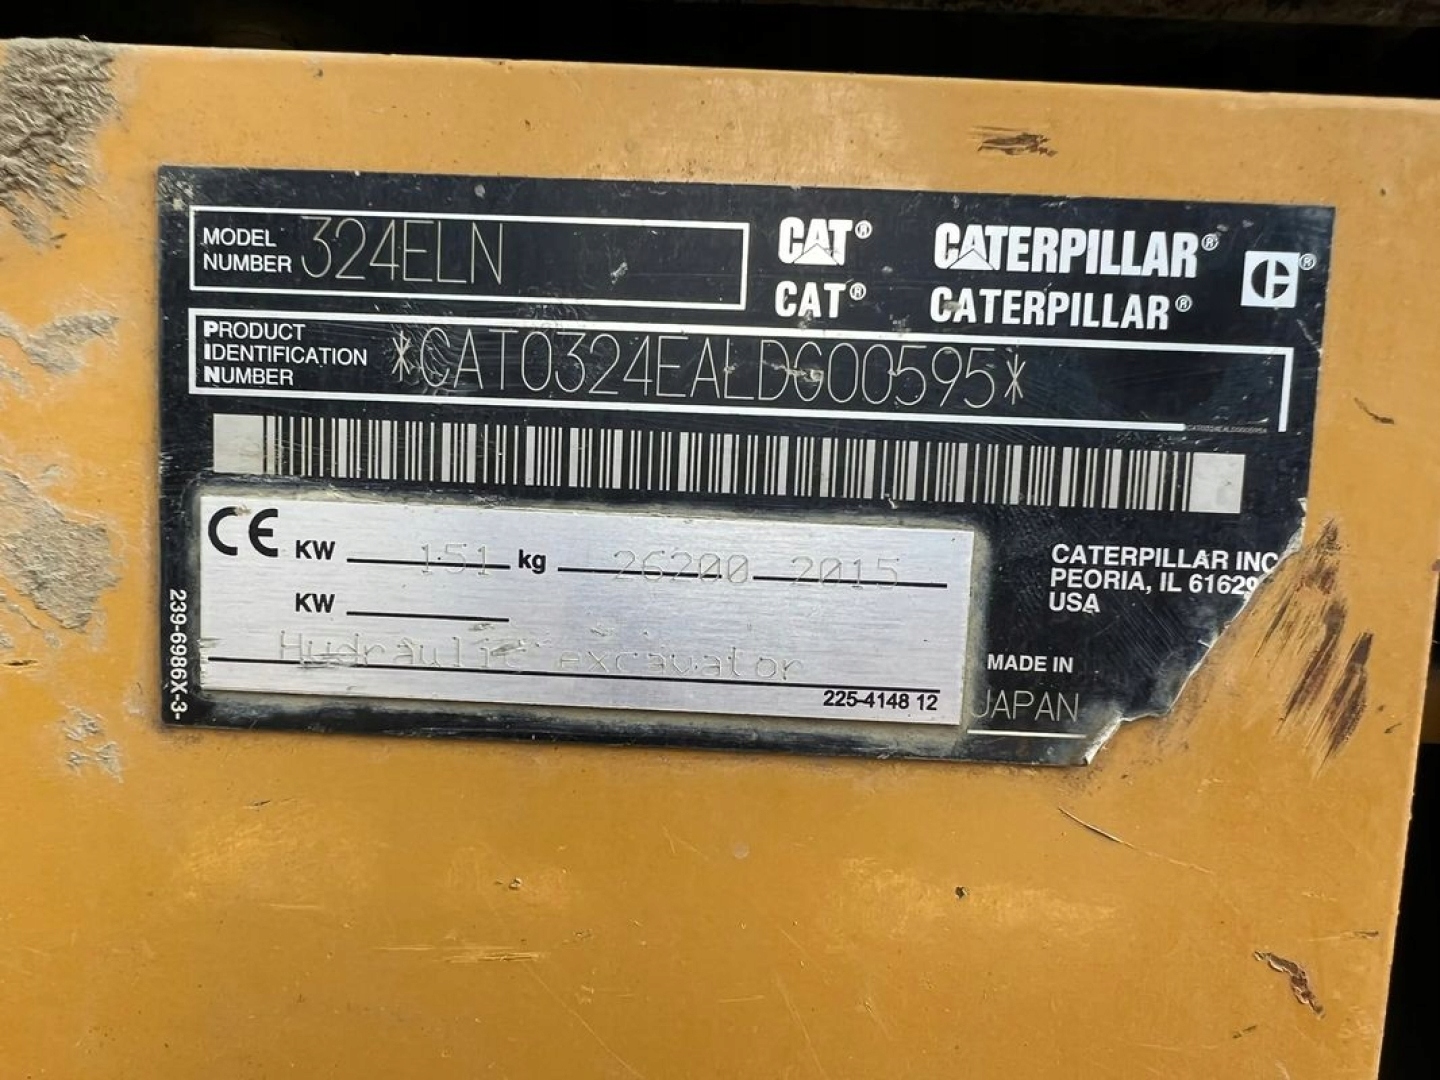 MODEL NUMBER 324ELN
CAT® CATERPILLAR®
CAT® CATERPILLAR®
PRODUCT IDENTIFICATION NUMBER *CAT0324EALDG00595*
CE KW 151 kg 26200 2015
KW
Hydraulic excavator
225-4148 12
239-6986X-3-
CATERPILLAR INC
PEORIA, IL 61629
USA
MADE IN
JAPAN